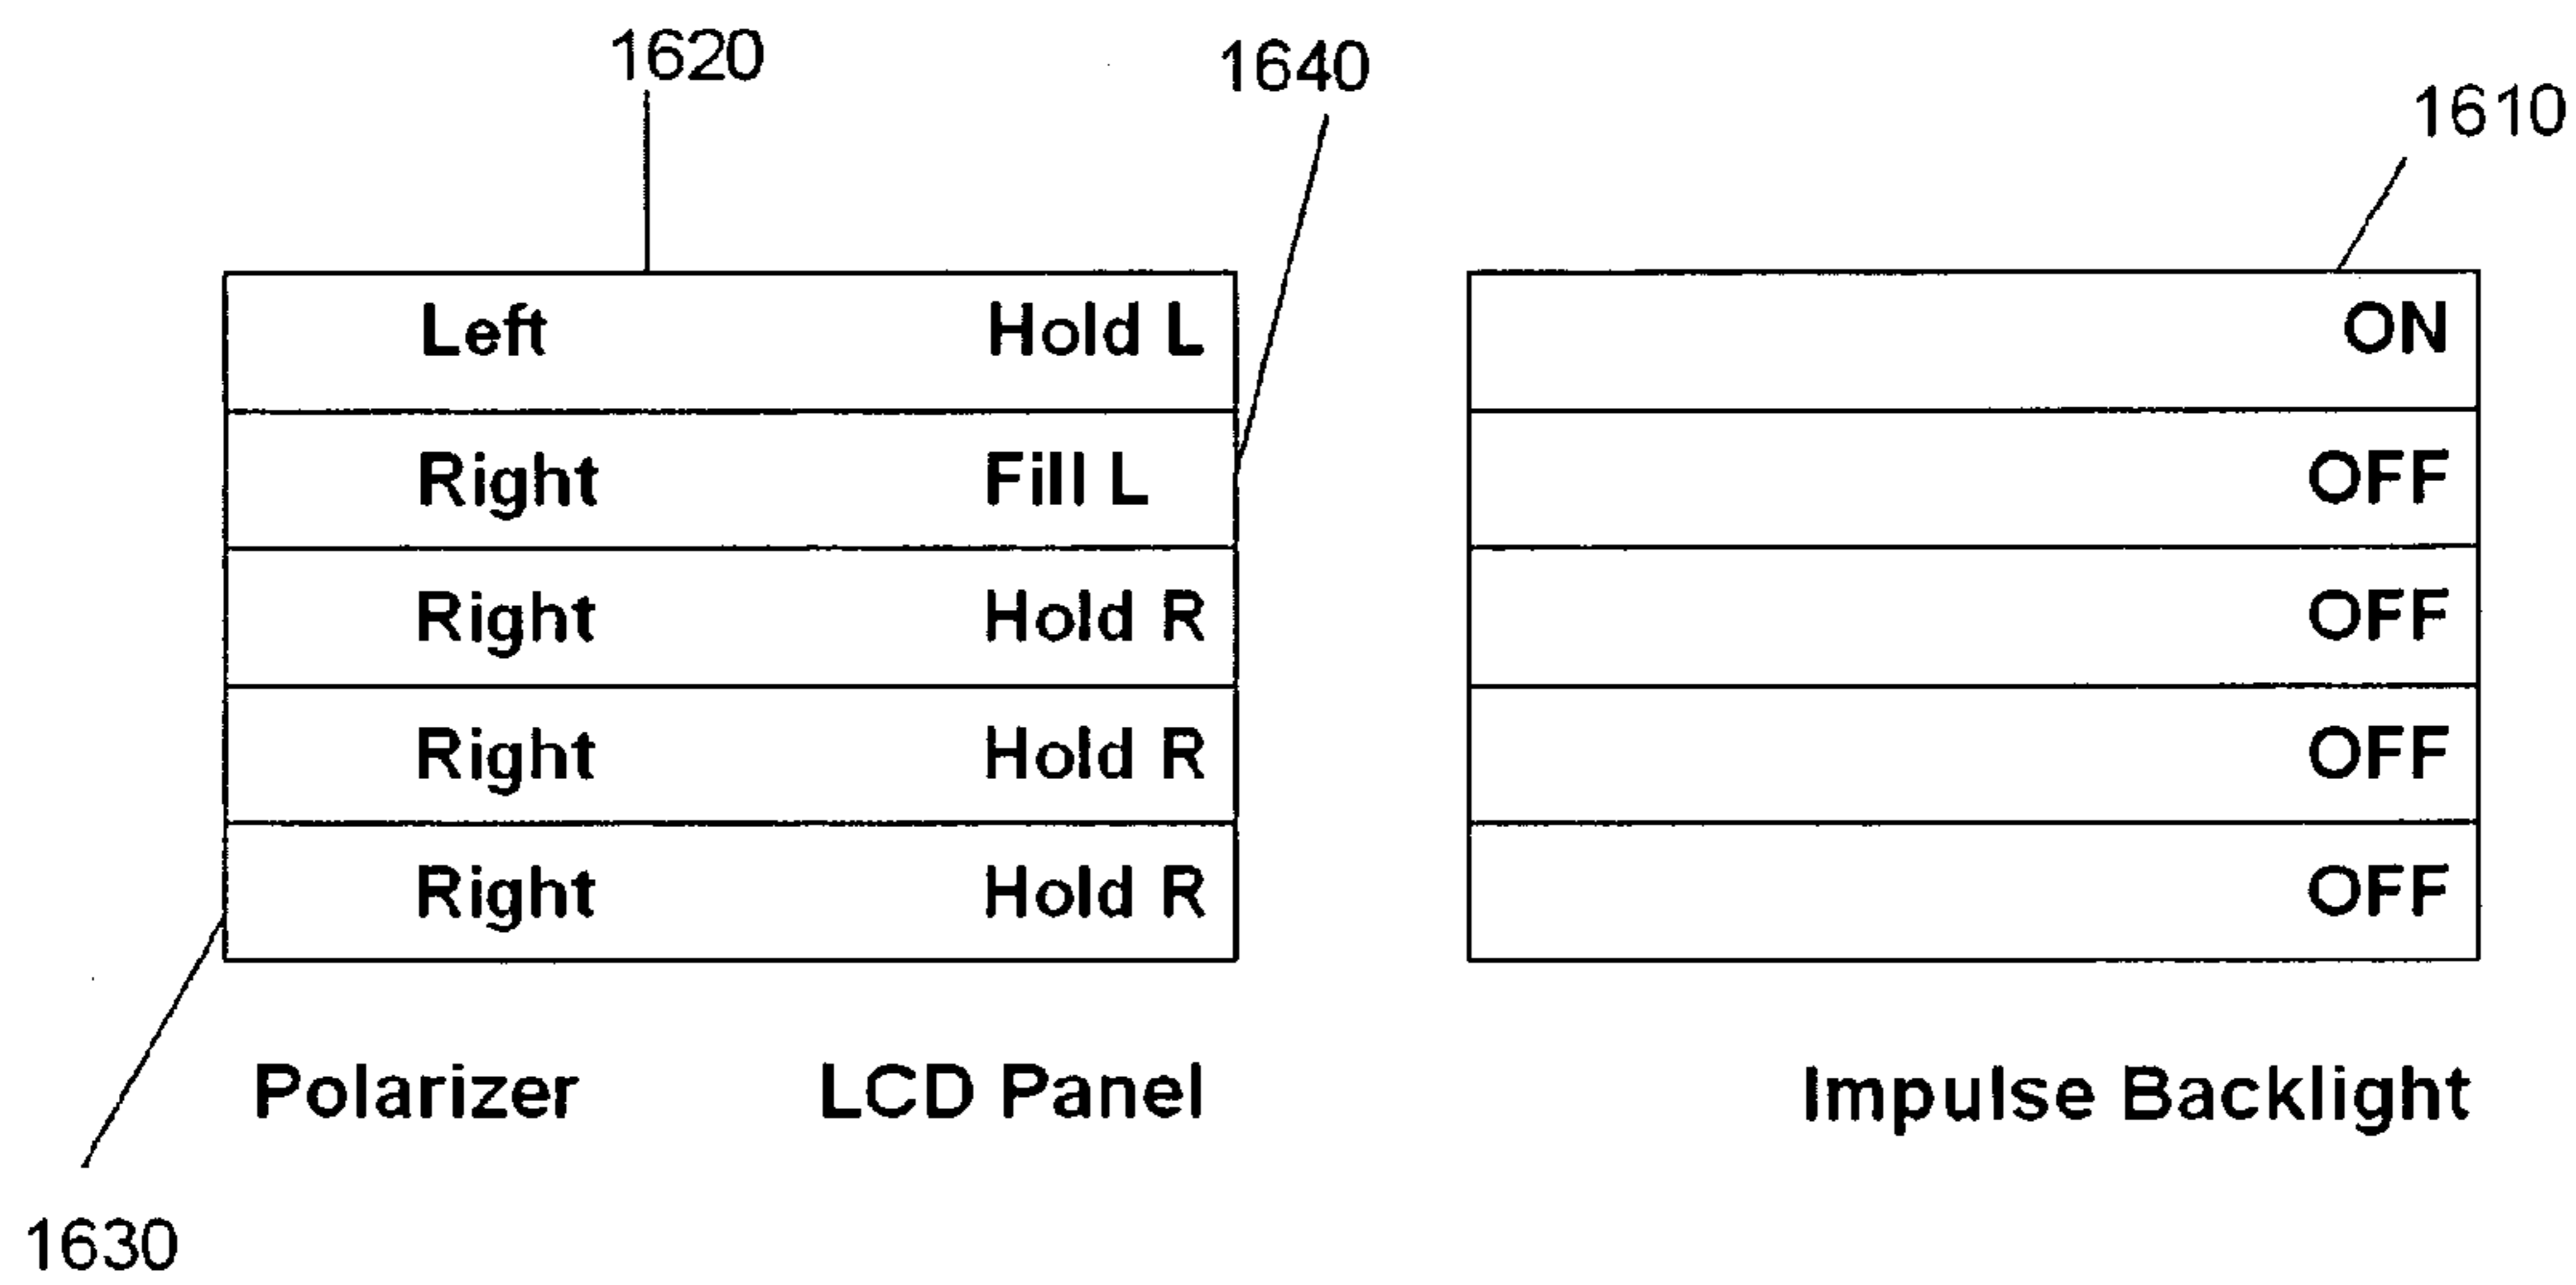 1620
1640
1610
Left Hold L ON
Right Fill L OFF
Right Hold R OFF
Right Hold R OFF
Right Hold R OFF
Polarizer LCD Panel Impulse Backlight
1630